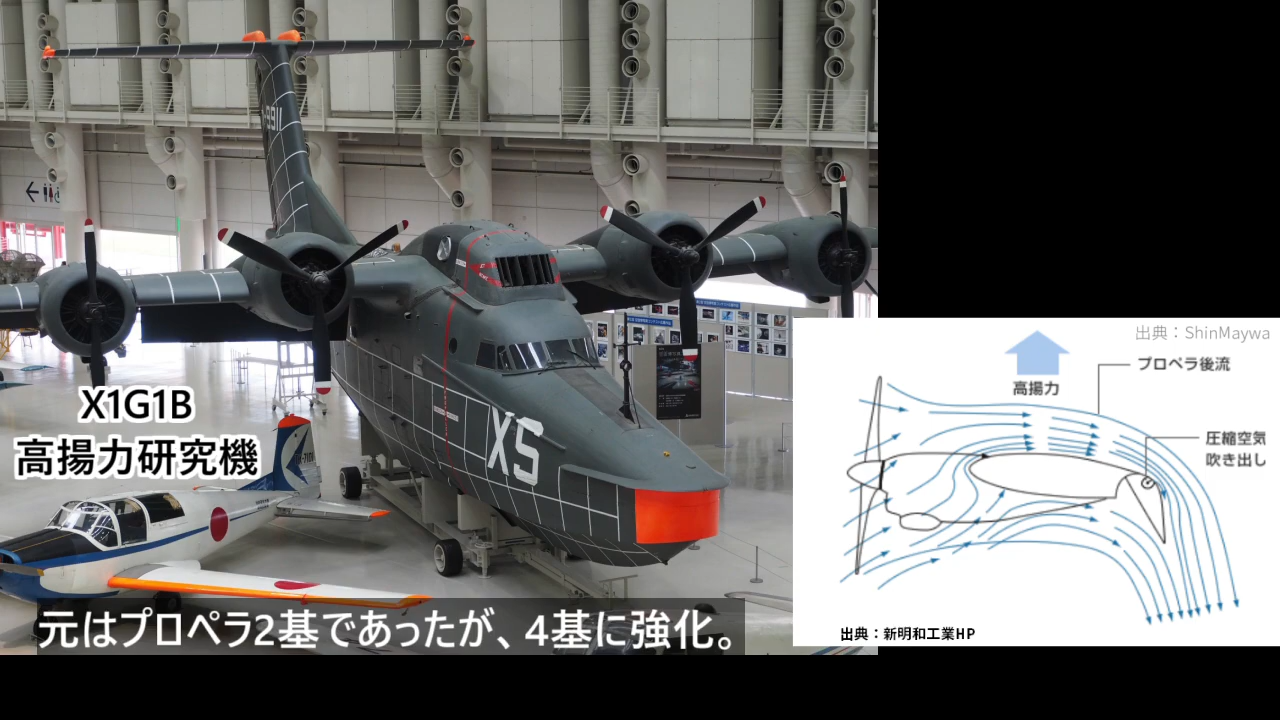 9911
X1G1B
高揚力研究機
X5
元はプロペラ2基であったが、4基に強化。
出典：ShinMaywa
高揚力
プロペラ後流
圧縮空気
吹き出し
出典：新明和工業HP